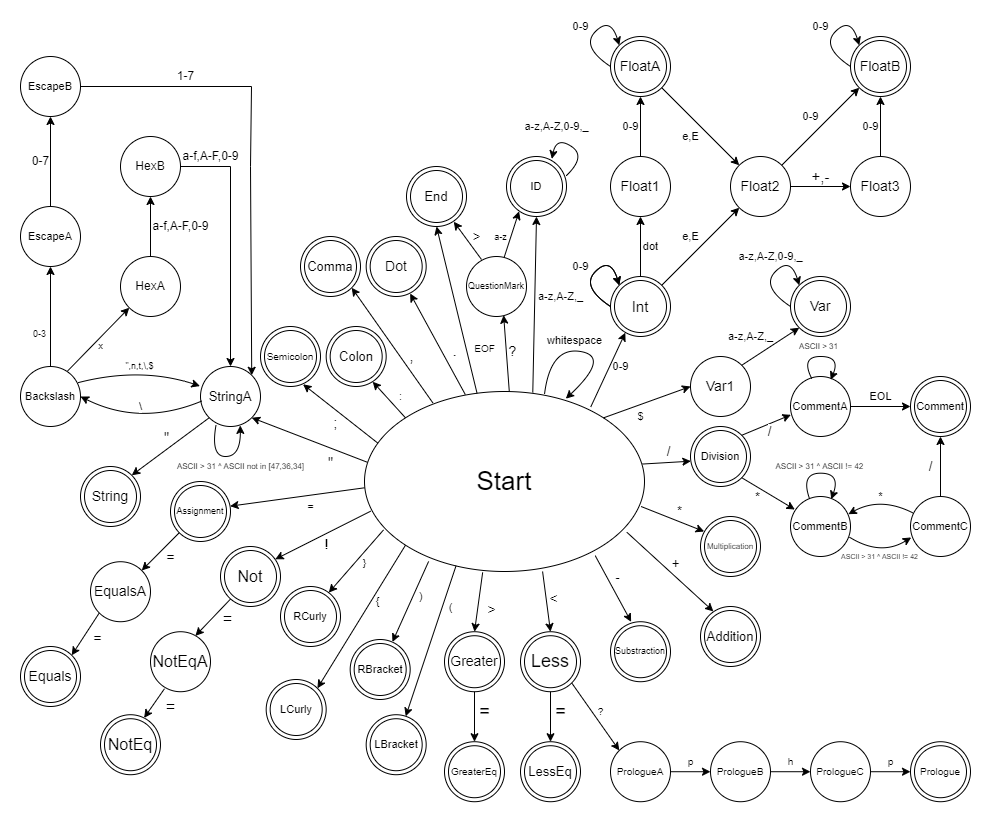 0-9
0-9
FloatA
FloatB
EscapeB
1-7
0-9
0-9
0-9
e,E
a-z,A-Z,0-9,_
0-7
HexB
a-f,A-F,0-9
End
ID
Float1
Float2
+,-
Float3
EscapeA
a-f,A-F,0-9
>
a-z
dot
e,E
Comma
Dot
QuestionMark
a-z,A-Z,_
0-9
a-z,A-Z,0-9,_
HexA
Int
Var
0-3
x
Semicolon
Colon
,
.
EOF
?
whitespace
0-9
a-z,A-Z,_
ASCII > 31
",n,t,\,$
Backslash
StringA
\
:
;
$
Var1
CommentA
EOL
Comment
"
"
/
Division
/
ASCII > 31 ^ ASCII not in [47,36,34]
ASCII > 31 ^ ASCII != 42
/
Start
String
Assignment
=
*
*
*
CommentB
CommentC
ASCII > 31 ^ ASCII != 42
Multiplication
=
!
EqualsA
Not
}
{
)
(
>
<
-
+
RCurly
=
=
Equals
NotEqA
RBracket
Greater
Less
Substraction
Addition
=
LCurly
=
=
?
NotEq
LBracket
GreaterEq
LessEq
PrologueA
p
PrologueB
h
PrologueC
p
Prologue